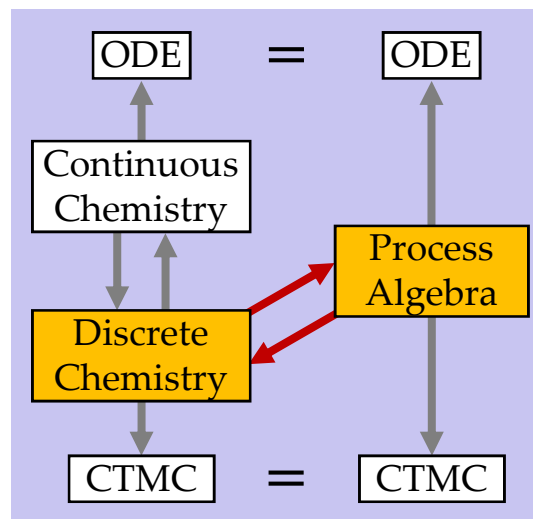 ODE = ODE
Continuous
Chemistry
Process
Algebra
Discrete
Chemistry
CTMC = CTMC